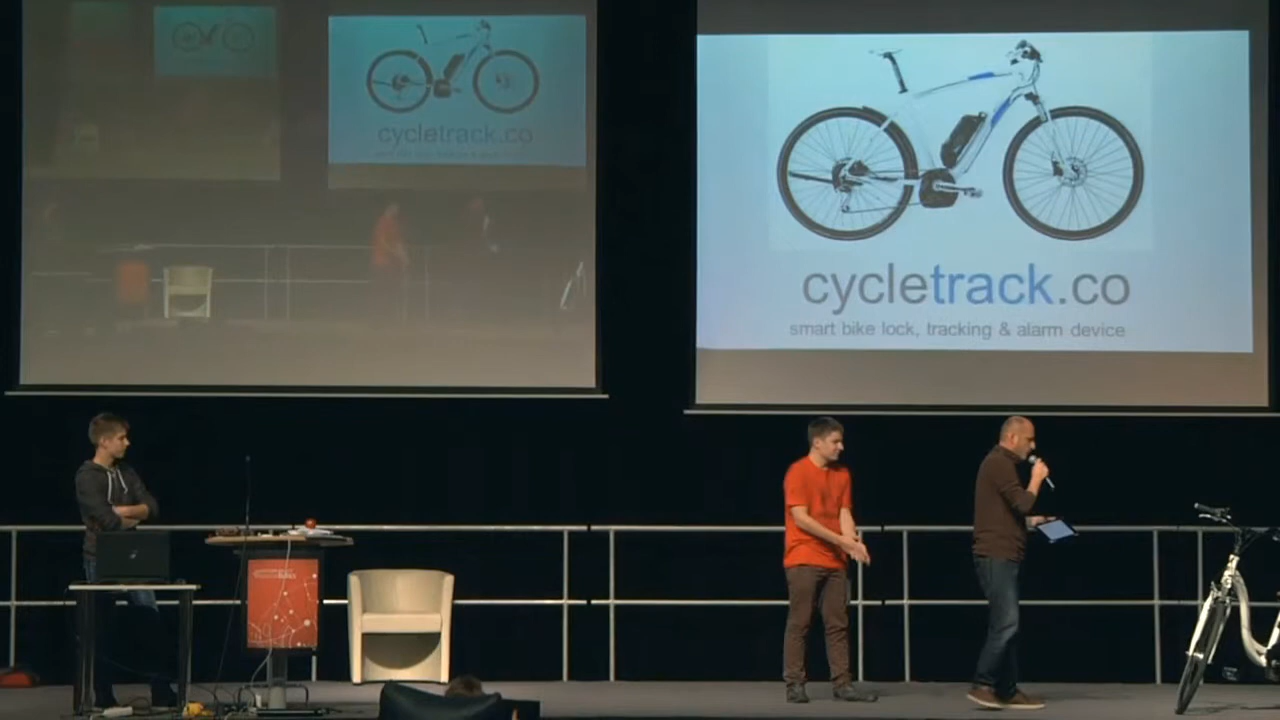 cycletrack.co
cycletrack.co
smart bike lock, tracking & alarm device